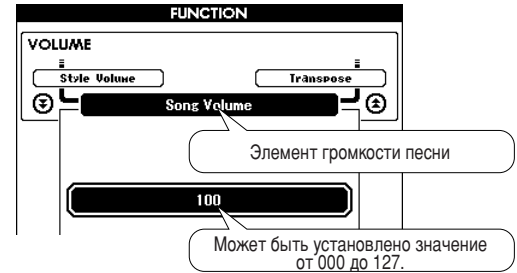 FUNCTION
VOLUME
Style Volume
Transpose
Song Volume
Элемент громкости песни
100
Может быть установлено значение
от 000 до 127.